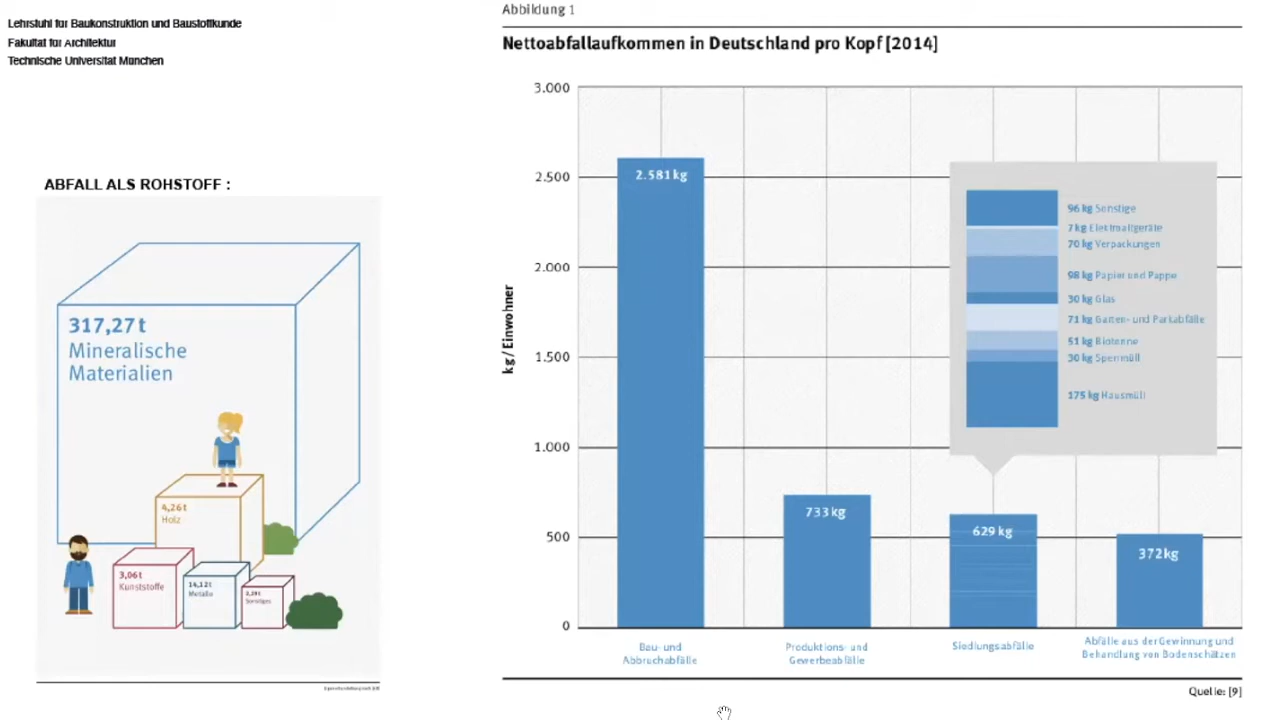 Lehrstuhl für Baukonstruktion und Baustoffkunde
Fakultät für Architektur
Technische Universität München
ABFALL ALS ROHSTOFF :
317,27 t
Mineralische
Materialien
4,26 t
Holz
3,06 t
Kunststoffe
14,12 t
Metalle
Sonstiges
Abbildung 1
Nettoabfallaufkommen in Deutschland pro Kopf [2014]
kg / Einwohner
3.000
2.500
2.000
1.500
1.000
500
0
2.581 kg
733 kg
629 kg
372 kg
96 kg Sonstige
7 kg Elektroaltgeräte
70 kg Verpackungen
98 kg Papier und Pappe
30 kg Glas
71 kg Garten- und Parkabfälle
51 kg Biotonne
30 kg Sperrmüll
175 kg Hausmüll
Bau- und
Abbruchabfälle
Produktions- und
Gewerbeabfälle
Siedlungsabfälle
Abfälle aus der Gewinnung und
Behandlung von Bodenschätzen
Quelle: [9]